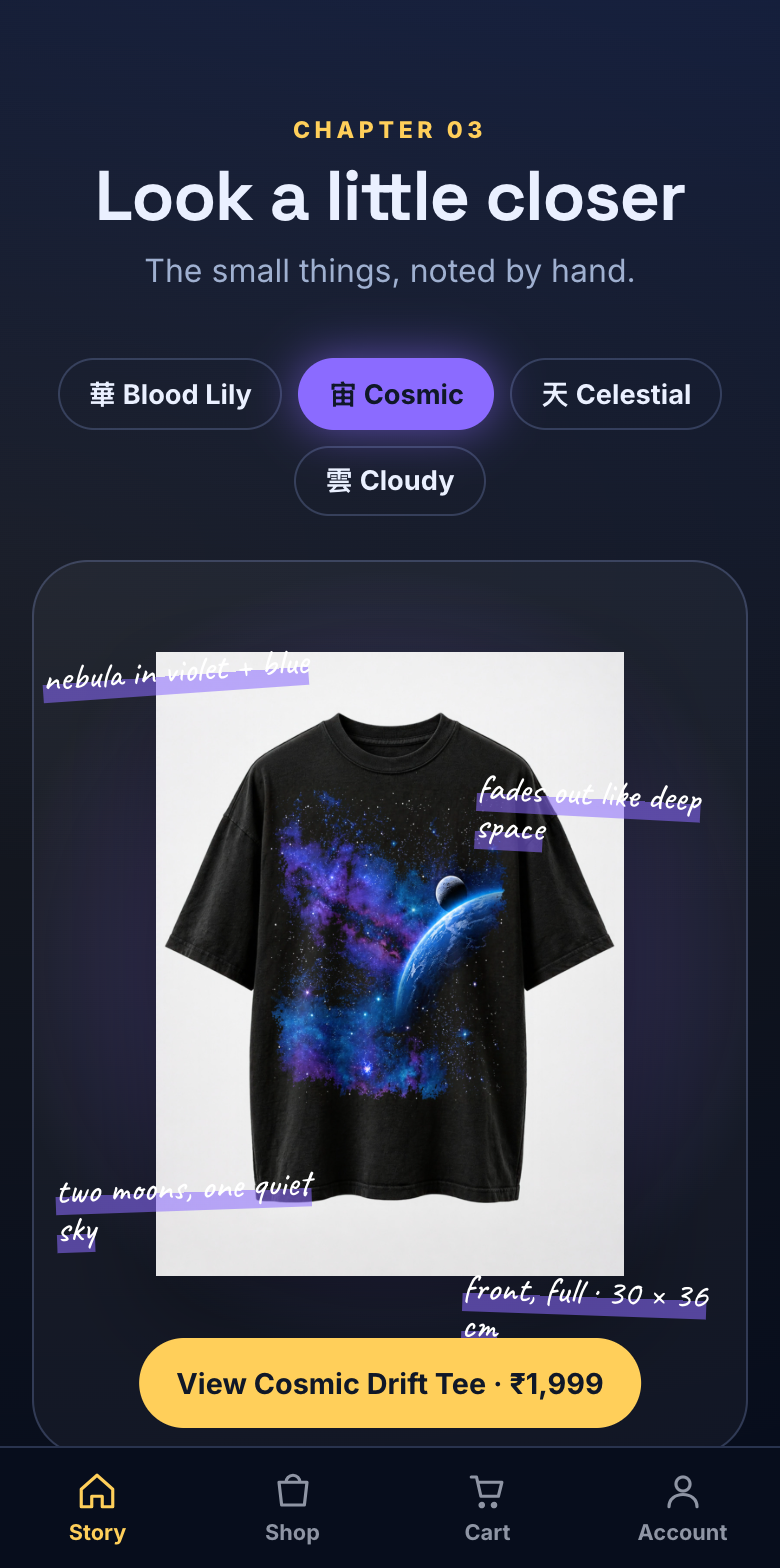 CHAPTER 03
Look a little closer
The small things, noted by hand.
華 Blood Lily
宙 Cosmic
天 Celestial
雲 Cloudy
nebula in violet + blue
fades out like deep
space
two moons, one quiet
sky
front, full · 30 × 36
cm
View Cosmic Drift Tee · ₹1,999
Story
Shop
Cart
Account